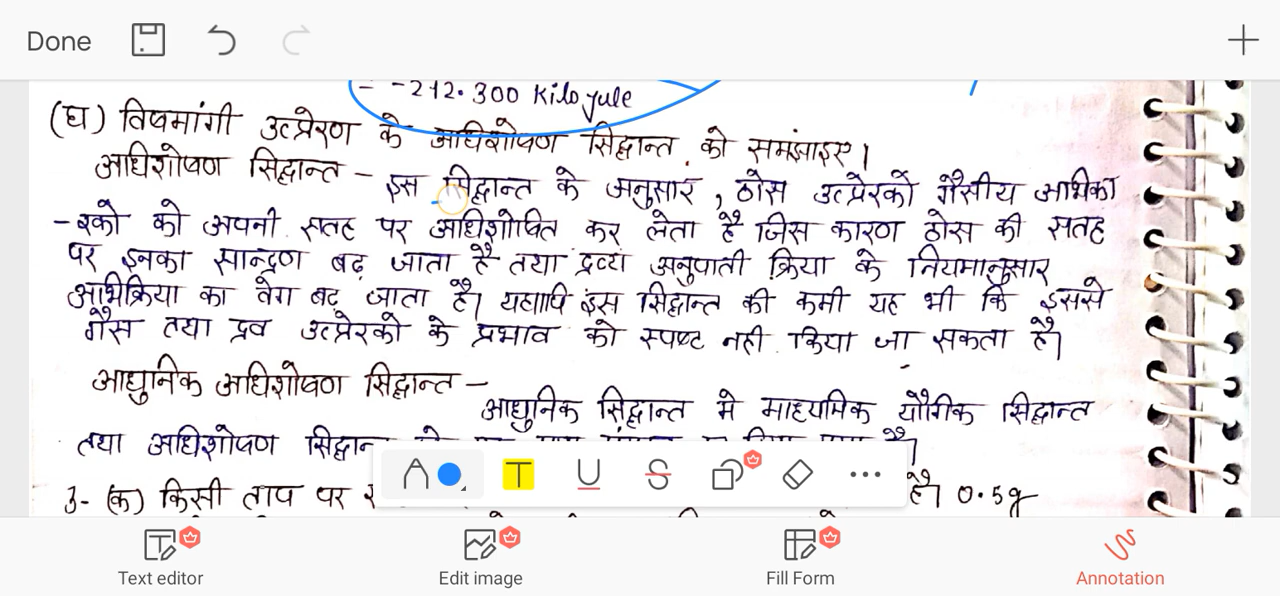 Done
= -272.300 Kilo yule
(घ) विषमांगी उत्प्रेरण के अधिशोषण सिद्धान्त को समंझाइए।
अधिशोषण सिद्धान्त - इस सिद्धान्त के अनुसार, ठोस उत्प्रेरको गैसीय अभिका
- रको को अपनी सतह पर अधिशोषित कर लेता है जिस कारण ठोस की सतह
पर इनका सान्द्रण बढ़ जाता है तथा द्रव्य अनुपाती क्रिया के नियमानुसार
अभिक्रिया का वेग बढ़ जाता है। यद्यपि इस सिद्धान्त की कमी यह भी कि इससे
गैस तथा द्रव उत्प्रेरको के प्रभाव को स्पष्ट नही किया जा सकता है।
आधुनिक अधिशोषण सिद्धान्त -
आधुनिक सिद्धान्त मे माध्यमिक यौगिक सिद्धान्त
तथा अधिशोषण सिद्धान्त है।
3- (क) किसी ताप पर है। 0.5g
Text editor
Edit image
Fill Form
Annotation